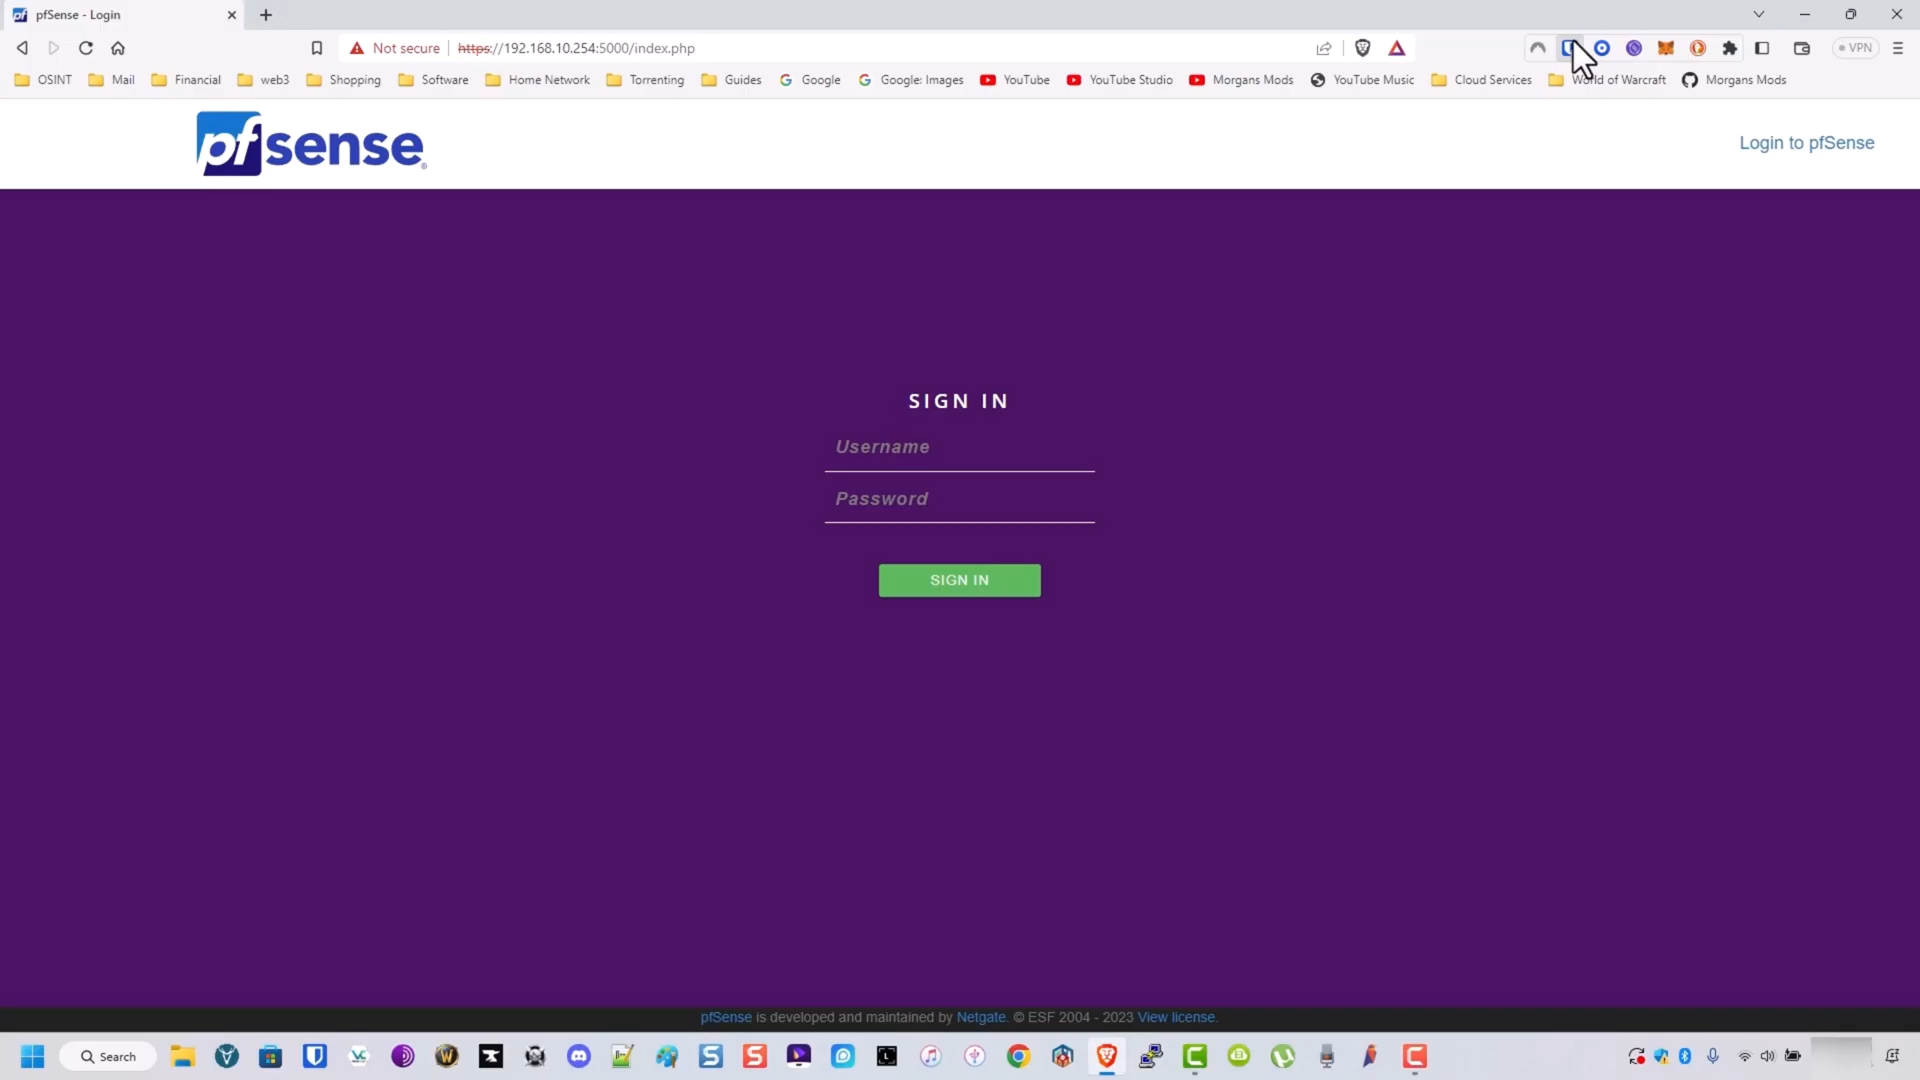 pfSense - Login
Not secure https://192.168.10.254:5000/index.php VPN
OSINT Mail Financial web3 Shopping Software Home Network Torrenting Guides Google Google: Images YouTube YouTube Studio Morgans Mods YouTube Music Cloud Services World of Warcraft Morgans Mods
pfsense
Login to pfSense
SIGN IN
Username
Password
SIGN IN
pfSense is developed and maintained by Netgate. © ESF 2004 - 2023 View license.
Search